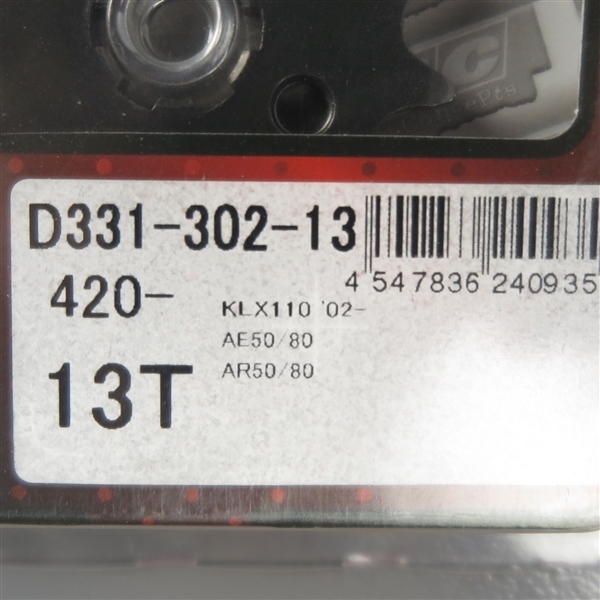 C
D331-302-13
4 547836 240935
420-
KLX110 '02-
AE50/80
AR50/80
13T